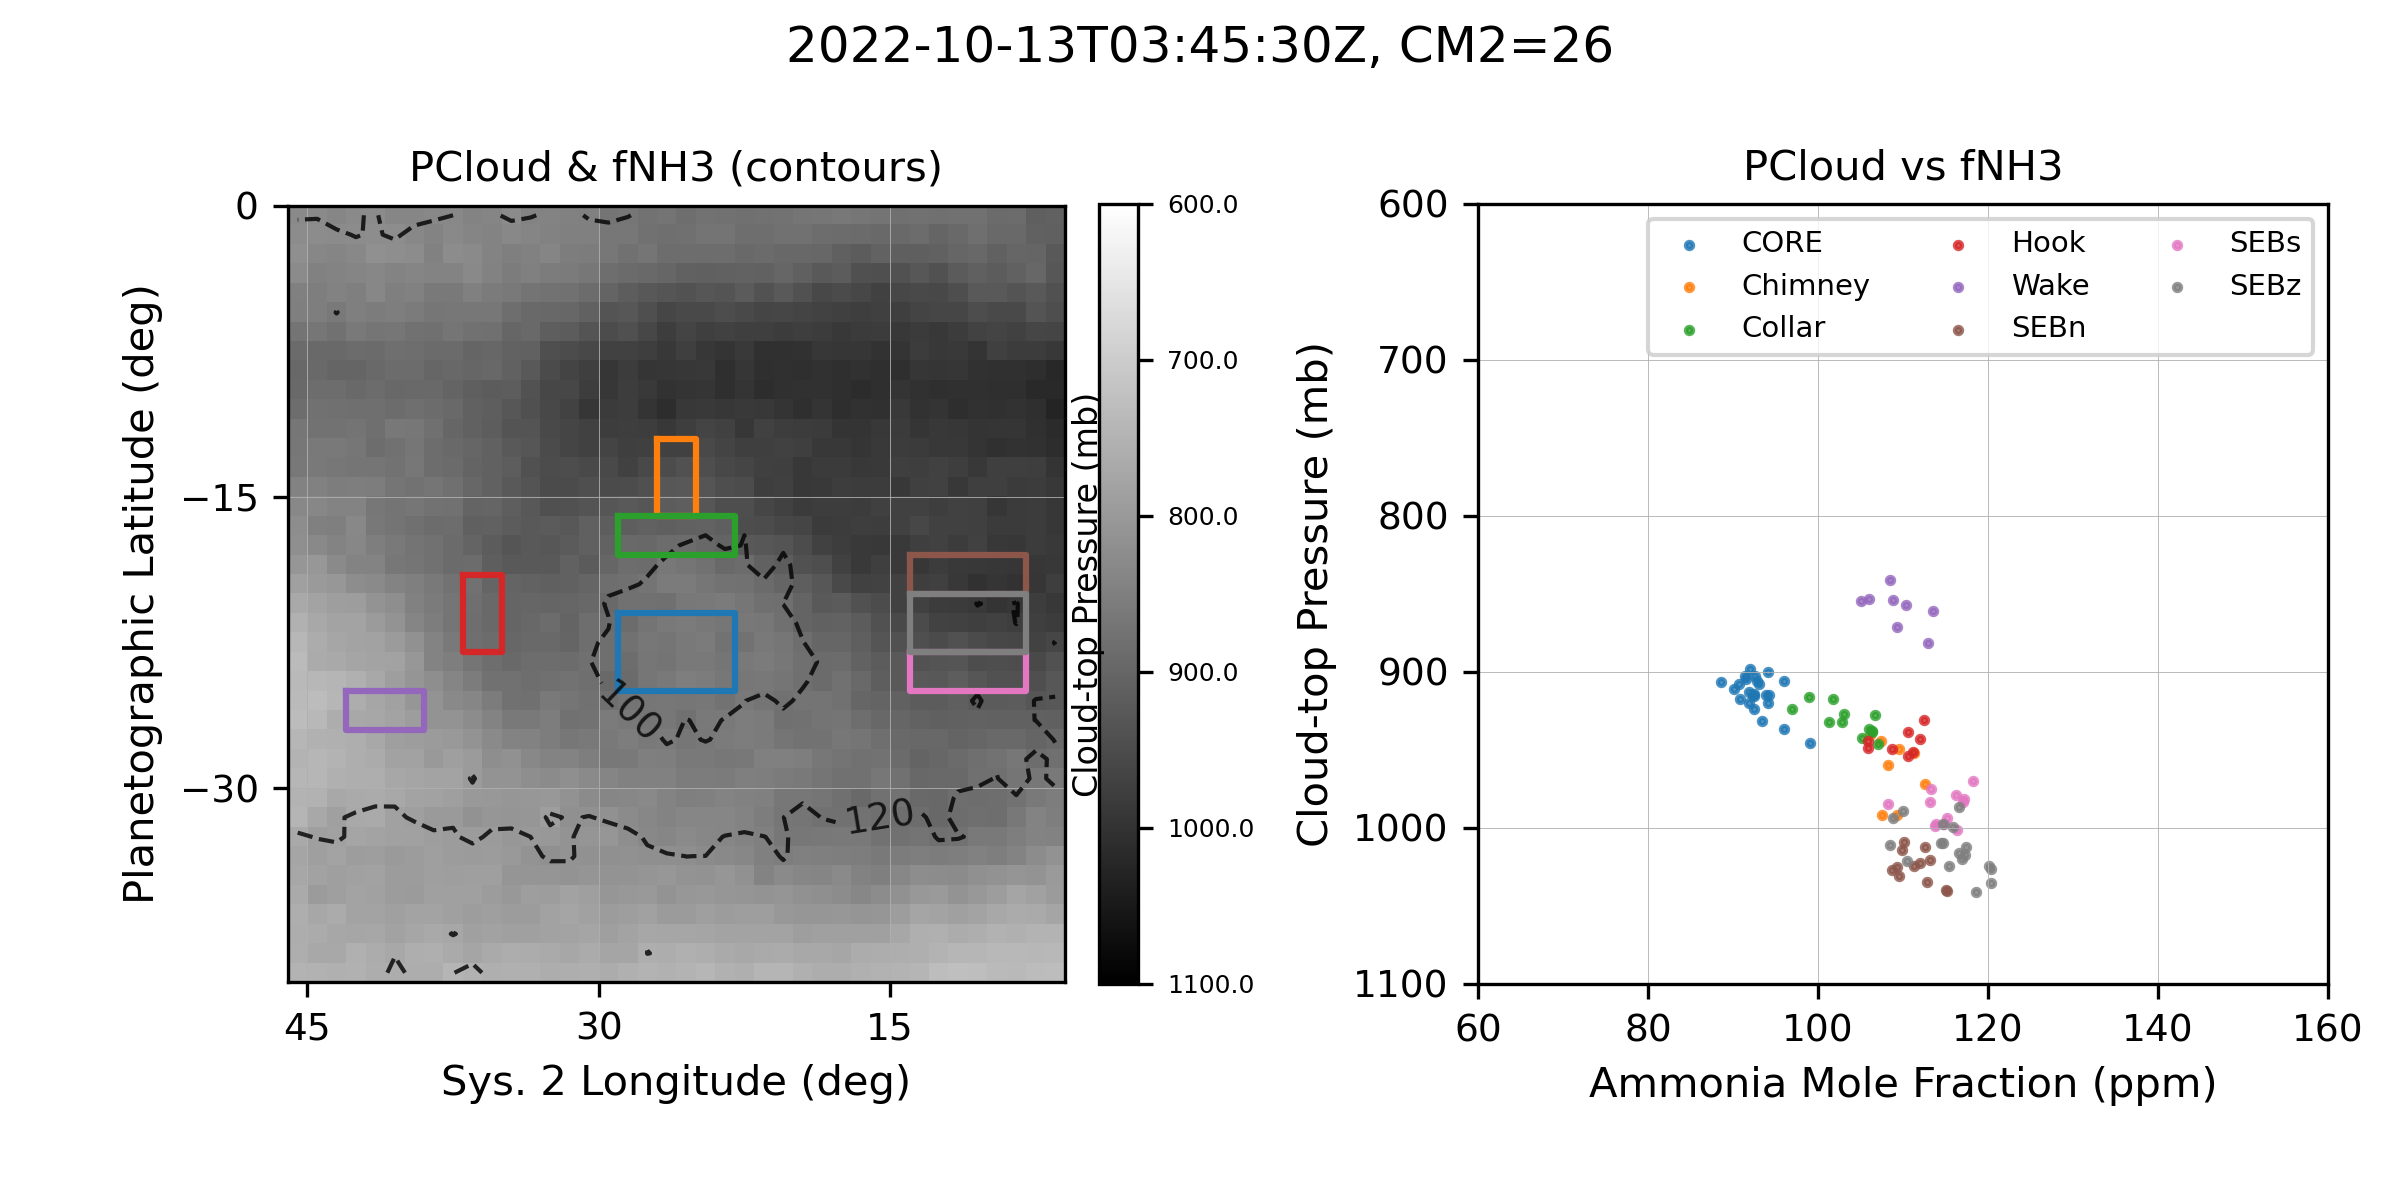 2022-10-13T03:45:30Z, CM2=26
PCloud & fNH3 (contours)
0
−15
−30
45
30
15
Planetographic Latitude (deg)
Sys. 2 Longitude (deg)
100
120
600.0
700.0
800.0
900.0
1000.0
1100.0
Cloud-top Pressure (mb)
PCloud vs fNH3
600
700
800
900
1000
1100
60
80
100
120
140
160
Cloud-top Pressure (mb)
Ammonia Mole Fraction (ppm)
CORE
Chimney
Collar
Hook
Wake
SEBn
SEBs
SEBz